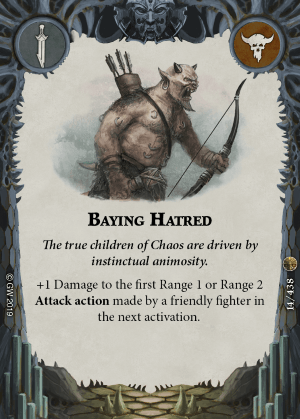 BAYING HATRED
The true children of Chaos are driven by
instinctual animosity.
+1 Damage to the first Range 1 or Range 2
Attack action made by a friendly fighter in
the next activation.
© GW 2019
14/438